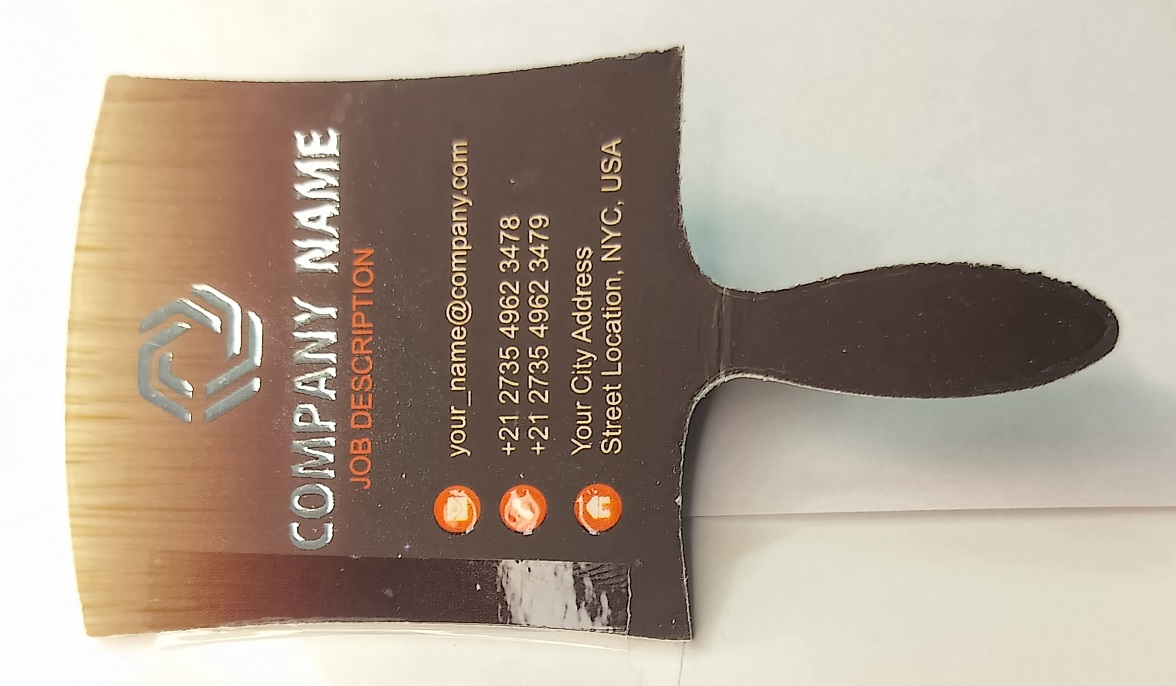 COMPANY NAME
JOB DESCRIPTION
your_name@company.com
+21 2735 4962 3478
+21 2735 4962 3479
Your City Address
Street Location, NYC, USA